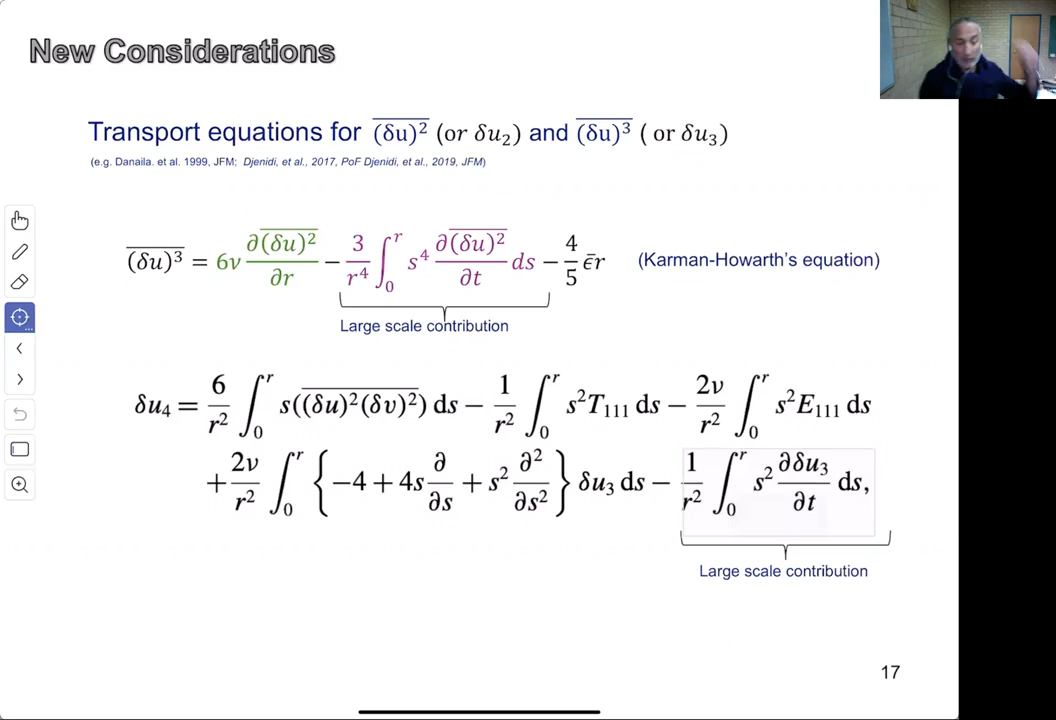 New Considerations
Transport equations for $\overline{(\delta u)^2}$ (or $\delta u_2$) and $\overline{(\delta u)^3}$ ( or $\delta u_3$)
(e.g. Danaila. et al. 1999, JFM; Djenidi, et al., 2017, PoF Djenidi, et al., 2019, JFM)
$\overline{(\delta u)^3} = 6\nu \frac{\partial \overline{(\delta u)^2}}{\partial r} - \frac{3}{r^4} \int_0^r s^4 \frac{\partial \overline{(\delta u)^2}}{\partial t} ds - \frac{4}{5} \bar{\epsilon} r$ (Karman-Howarth's equation)
Large scale contribution
$\delta u_4 = \frac{6}{r^2} \int_0^r s(\overline{(\delta u)^2 (\delta v)^2}) \, ds - \frac{1}{r^2} \int_0^r s^2 T_{111} \, ds - \frac{2\nu}{r^2} \int_0^r s^2 E_{111} \, ds$
$+ \frac{2\nu}{r^2} \int_0^r \left\{ -4 + 4s \frac{\partial}{\partial s} + s^2 \frac{\partial^2}{\partial s^2} \right\} \delta u_3 \, ds - \frac{1}{r^2} \int_0^r s^2 \frac{\partial \delta u_3}{\partial t} \, ds,$
Large scale contribution
17